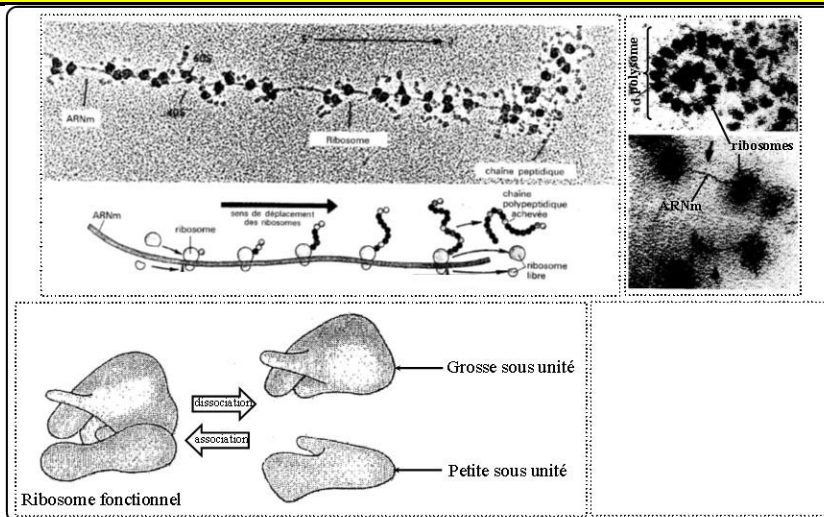 60S
ARNm
40S
Ribosome
chaîne peptidique
ARNm
ribosome
sens de déplacement
des ribosomes
chaîne
polypeptidique
achevée
ribosome
libre
polysome
ribosomes
ARNm
dissociation
association
Grosse sous unité
Petite sous unité
Ribosome fonctionnel